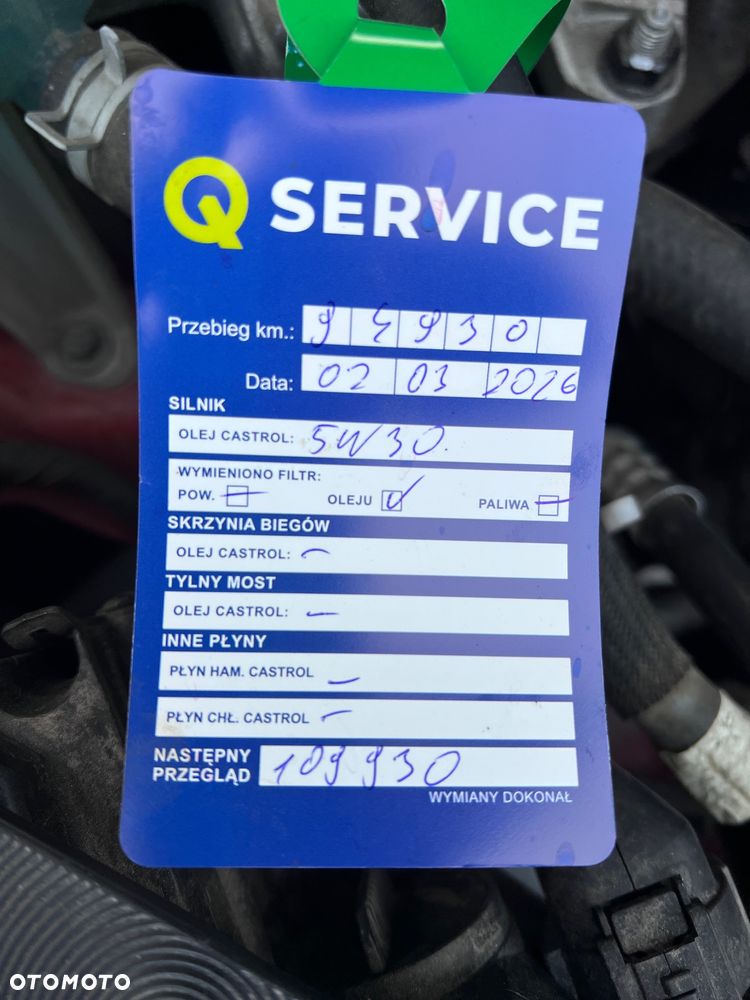 Q SERVICE
Przebieg km.: 94930
Data: 02 03 2026
SILNIK
OLEJ CASTROL: 5W30.
WYMIENIONO FILTR:
POW. OLEJU PALIWA
SKRZYNIA BIEGÓW
OLEJ CASTROL: –
TYLNY MOST
OLEJ CASTROL: –
INNE PŁYNY
PŁYN HAM. CASTROL –
PŁYN CHŁ. CASTROL –
NASTĘPNY PRZEGLĄD 109930
WYMIANY DOKONAŁ
OTOMOTO